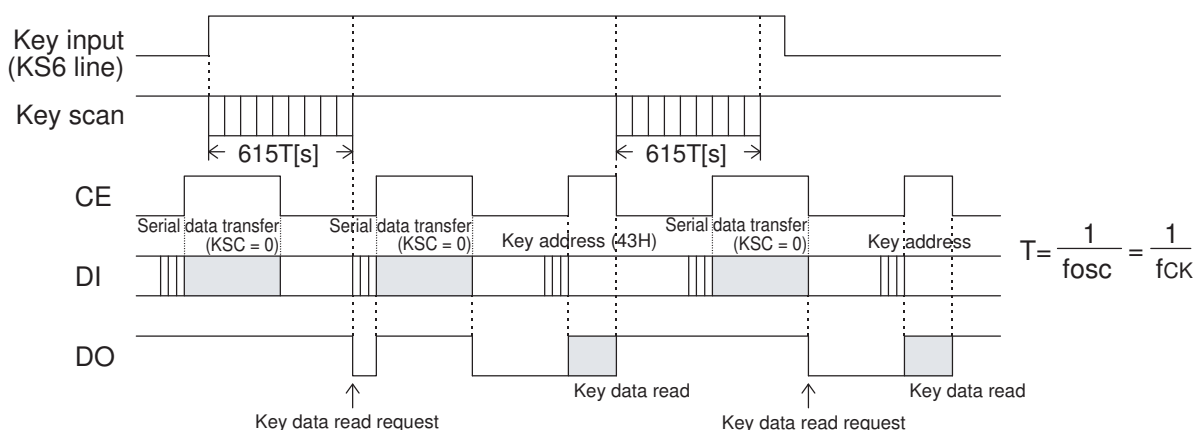 Key input
(KS6 line)
Key scan
615T[s]
615T[s]
CE
Serial data transfer
(KSC = 0)
Serial data transfer
(KSC = 0)
Key address (43H)
Serial data transfer
(KSC = 0)
Key address
T= 1/fosc = 1/fCK
DI
DO
Key data read
Key data read
Key data read request
Key data read request